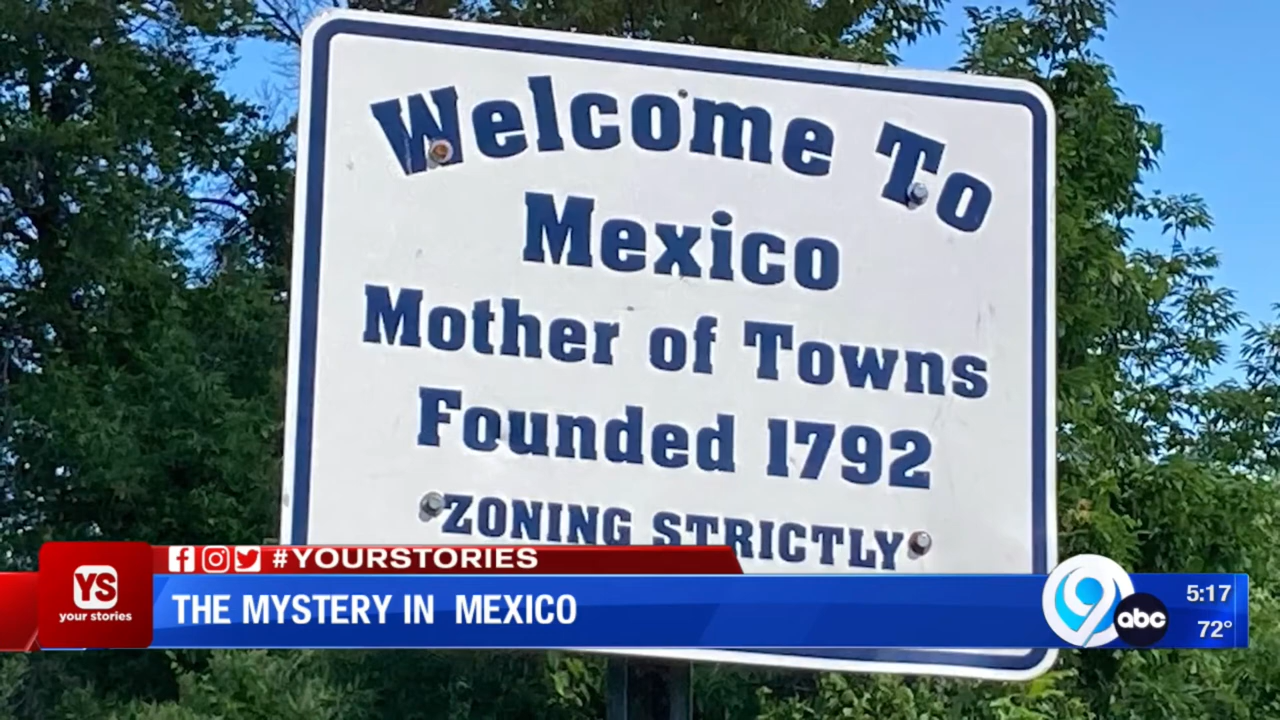 Welcome To
Mexico
Mother of Towns
Founded 1792
ZONING STRICTLY
#YOURSTORIES
YS
your stories
THE MYSTERY IN MEXICO
9
abc
5:17
72°